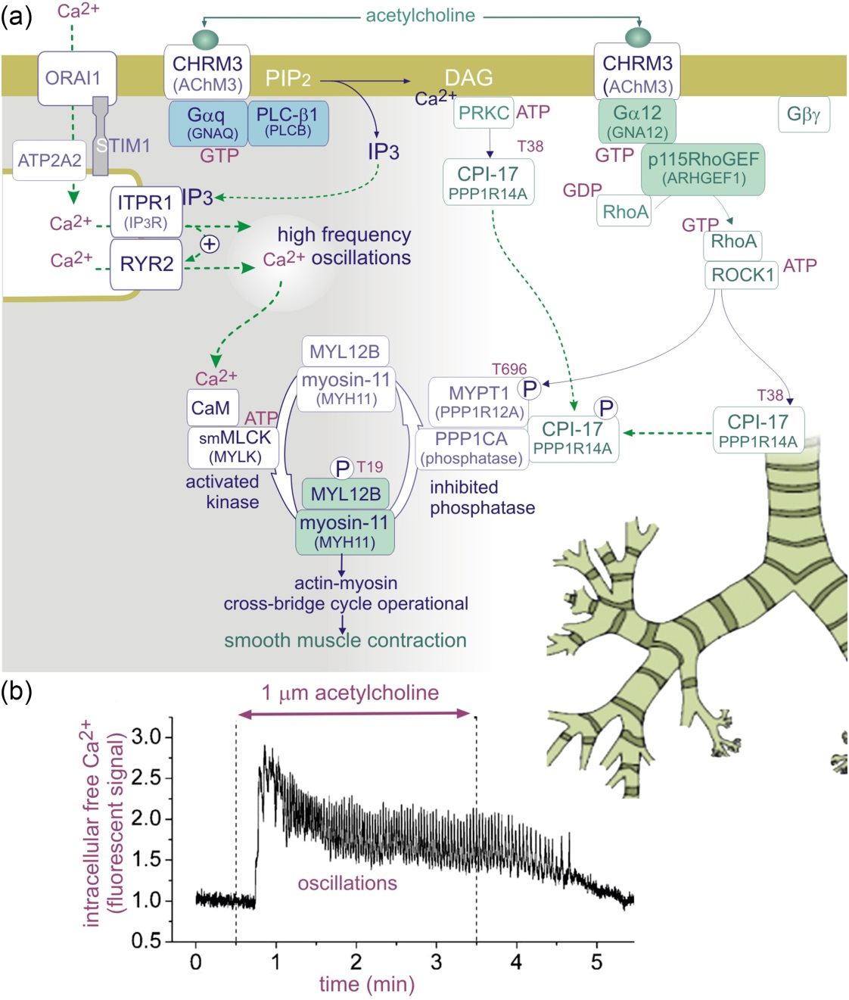 (a)
Ca2+
acetylcholine
ORAI1
CHRM3
(AChM3)
PIP2
DAG
CHRM3
(AChM3)
Ca2+
PRKC
ATP
Gαq
(GNAQ)
PLC-β1
(PLCB)
GTP
Gα12
(GNA12)
Gβγ
STIM1
ATP2A2
IP3
T38
CPI-17
PPP1R14A
GTP
p115RhoGEF
(ARHGEF1)
GDP
RhoA
ITPR1
(IP3R)
IP3
Ca2+
+
RYR2
Ca2+
high frequency
Ca2+ oscillations
GTP
RhoA
ROCK1
ATP
MYL12B
myosin-11
(MYH11)
Ca2+
CaM
ATP
smMLCK
(MYLK)
activated
kinase
P
T19
MYL12B
myosin-11
(MYH11)
T696
P
MYPT1
(PPP1R12A)
PPP1CA
(phosphatase)
inhibited
phosphatase
P
CPI-17
PPP1R14A
T38
CPI-17
PPP1R14A
actin-myosin
cross-bridge cycle operational
smooth muscle contraction
(b)
1 μm acetylcholine
intracellular free Ca2+
(fluorescent signal)
3.0
2.5
2.0
1.5
1.0
0.5
oscillations
0 1 2 3 4 5
time (min)